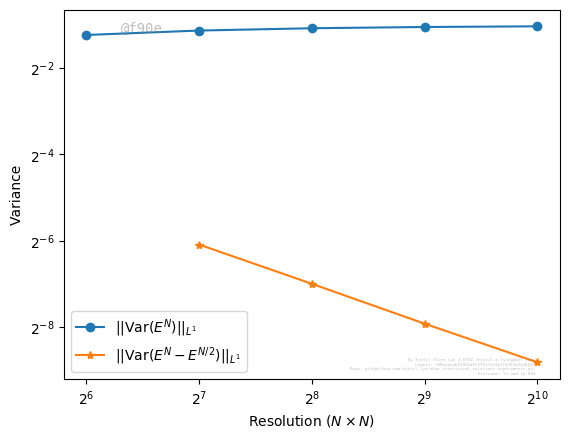 @f90e
2^{-2}
2^{-4}
2^{-6}
2^{-8}
Variance
||Var(E^N)||_{L^1}
||Var(E^N − E^{N/2})||_{L^1}
2^6 2^7 2^8 2^9 2^{10}
Resolution (N × N)